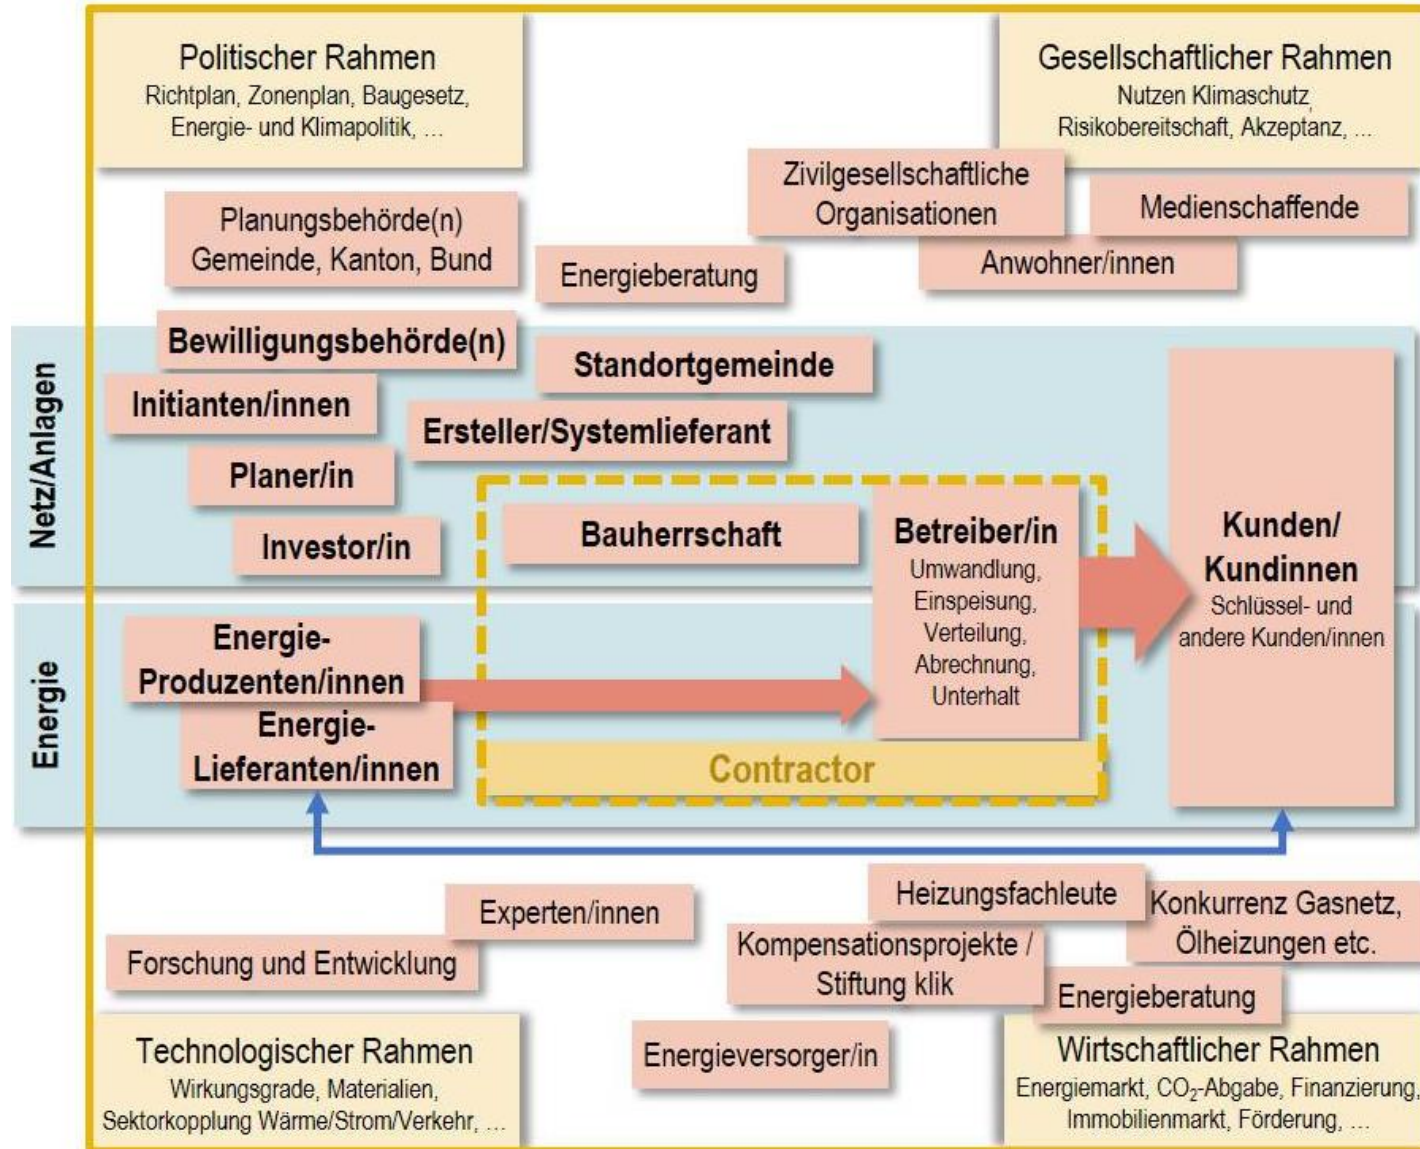 Politischer Rahmen
Richtplan, Zonenplan, Baugesetz,
Energie- und Klimapolitik, …
Gesellschaftlicher Rahmen
Nutzen Klimaschutz,
Risikobereitschaft, Akzeptanz, ...
Zivilgesellschaftliche
Organisationen
Medienschaffende
Anwohner/innen
Planungsbehörde(n)
Gemeinde, Kanton, Bund
Energieberatung
Netz/Anlagen
Bewilligungsbehörde(n)
Standortgemeinde
Initianten/innen
Ersteller/Systemlieferant
Planer/in
Investor/in
Bauherrschaft
Betreiber/in
Umwandlung,
Einspeisung,
Verteilung,
Abrechnung,
Unterhalt
Kunden/
Kundinnen
Schlüssel- und
andere Kunden/innen
Energie
Energie-
Produzenten/innen
Energie-
Lieferanten/innen
Contractor
Experten/innen
Forschung und Entwicklung
Heizungsfachleute
Konkurrenz Gasnetz,
Ölheizungen etc.
Kompensationsprojekte /
Stiftung klik
Energieberatung
Energieversorger/in
Technologischer Rahmen
Wirkungsgrade, Materialien,
Sektorkopplung Wärme/Strom/Verkehr, …
Wirtschaftlicher Rahmen
Energiemarkt, CO₂-Abgabe, Finanzierung,
Immobilienmarkt, Förderung, …